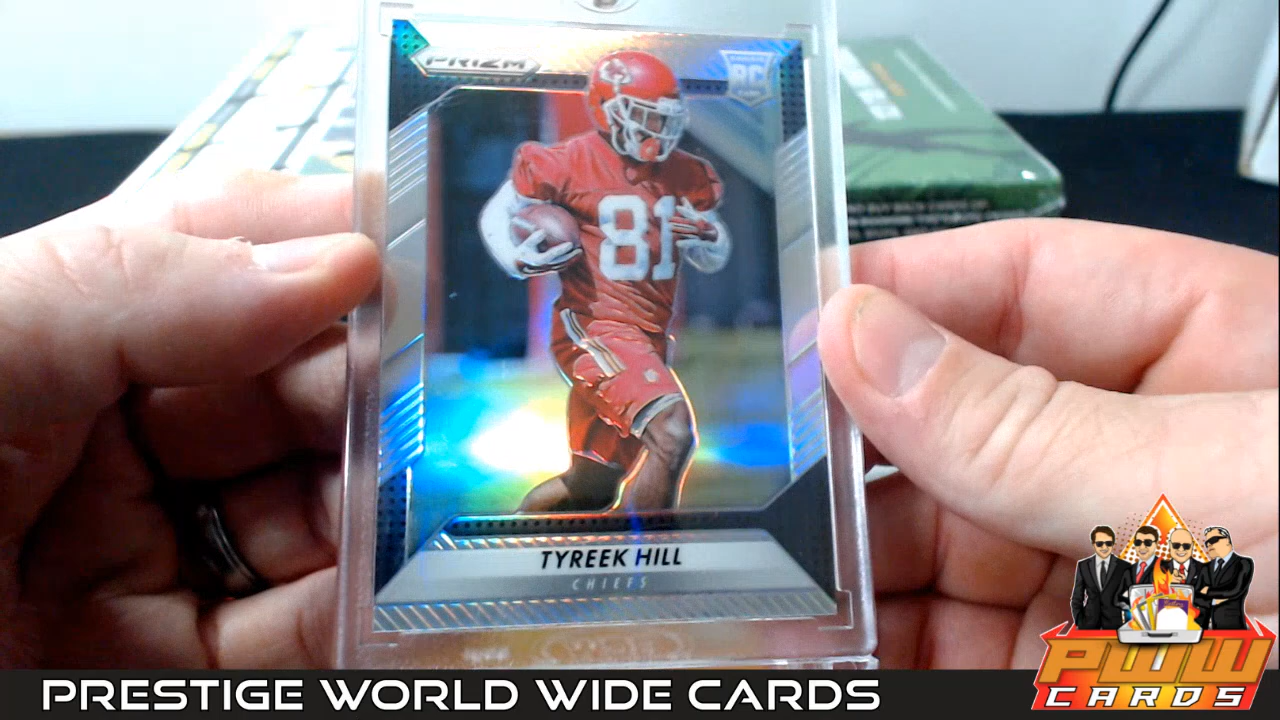 PRIZM
RC
81
TYREEK HILL
CHIEFS
PRESTIGE WORLD WIDE CARDS
PWW
CARDS